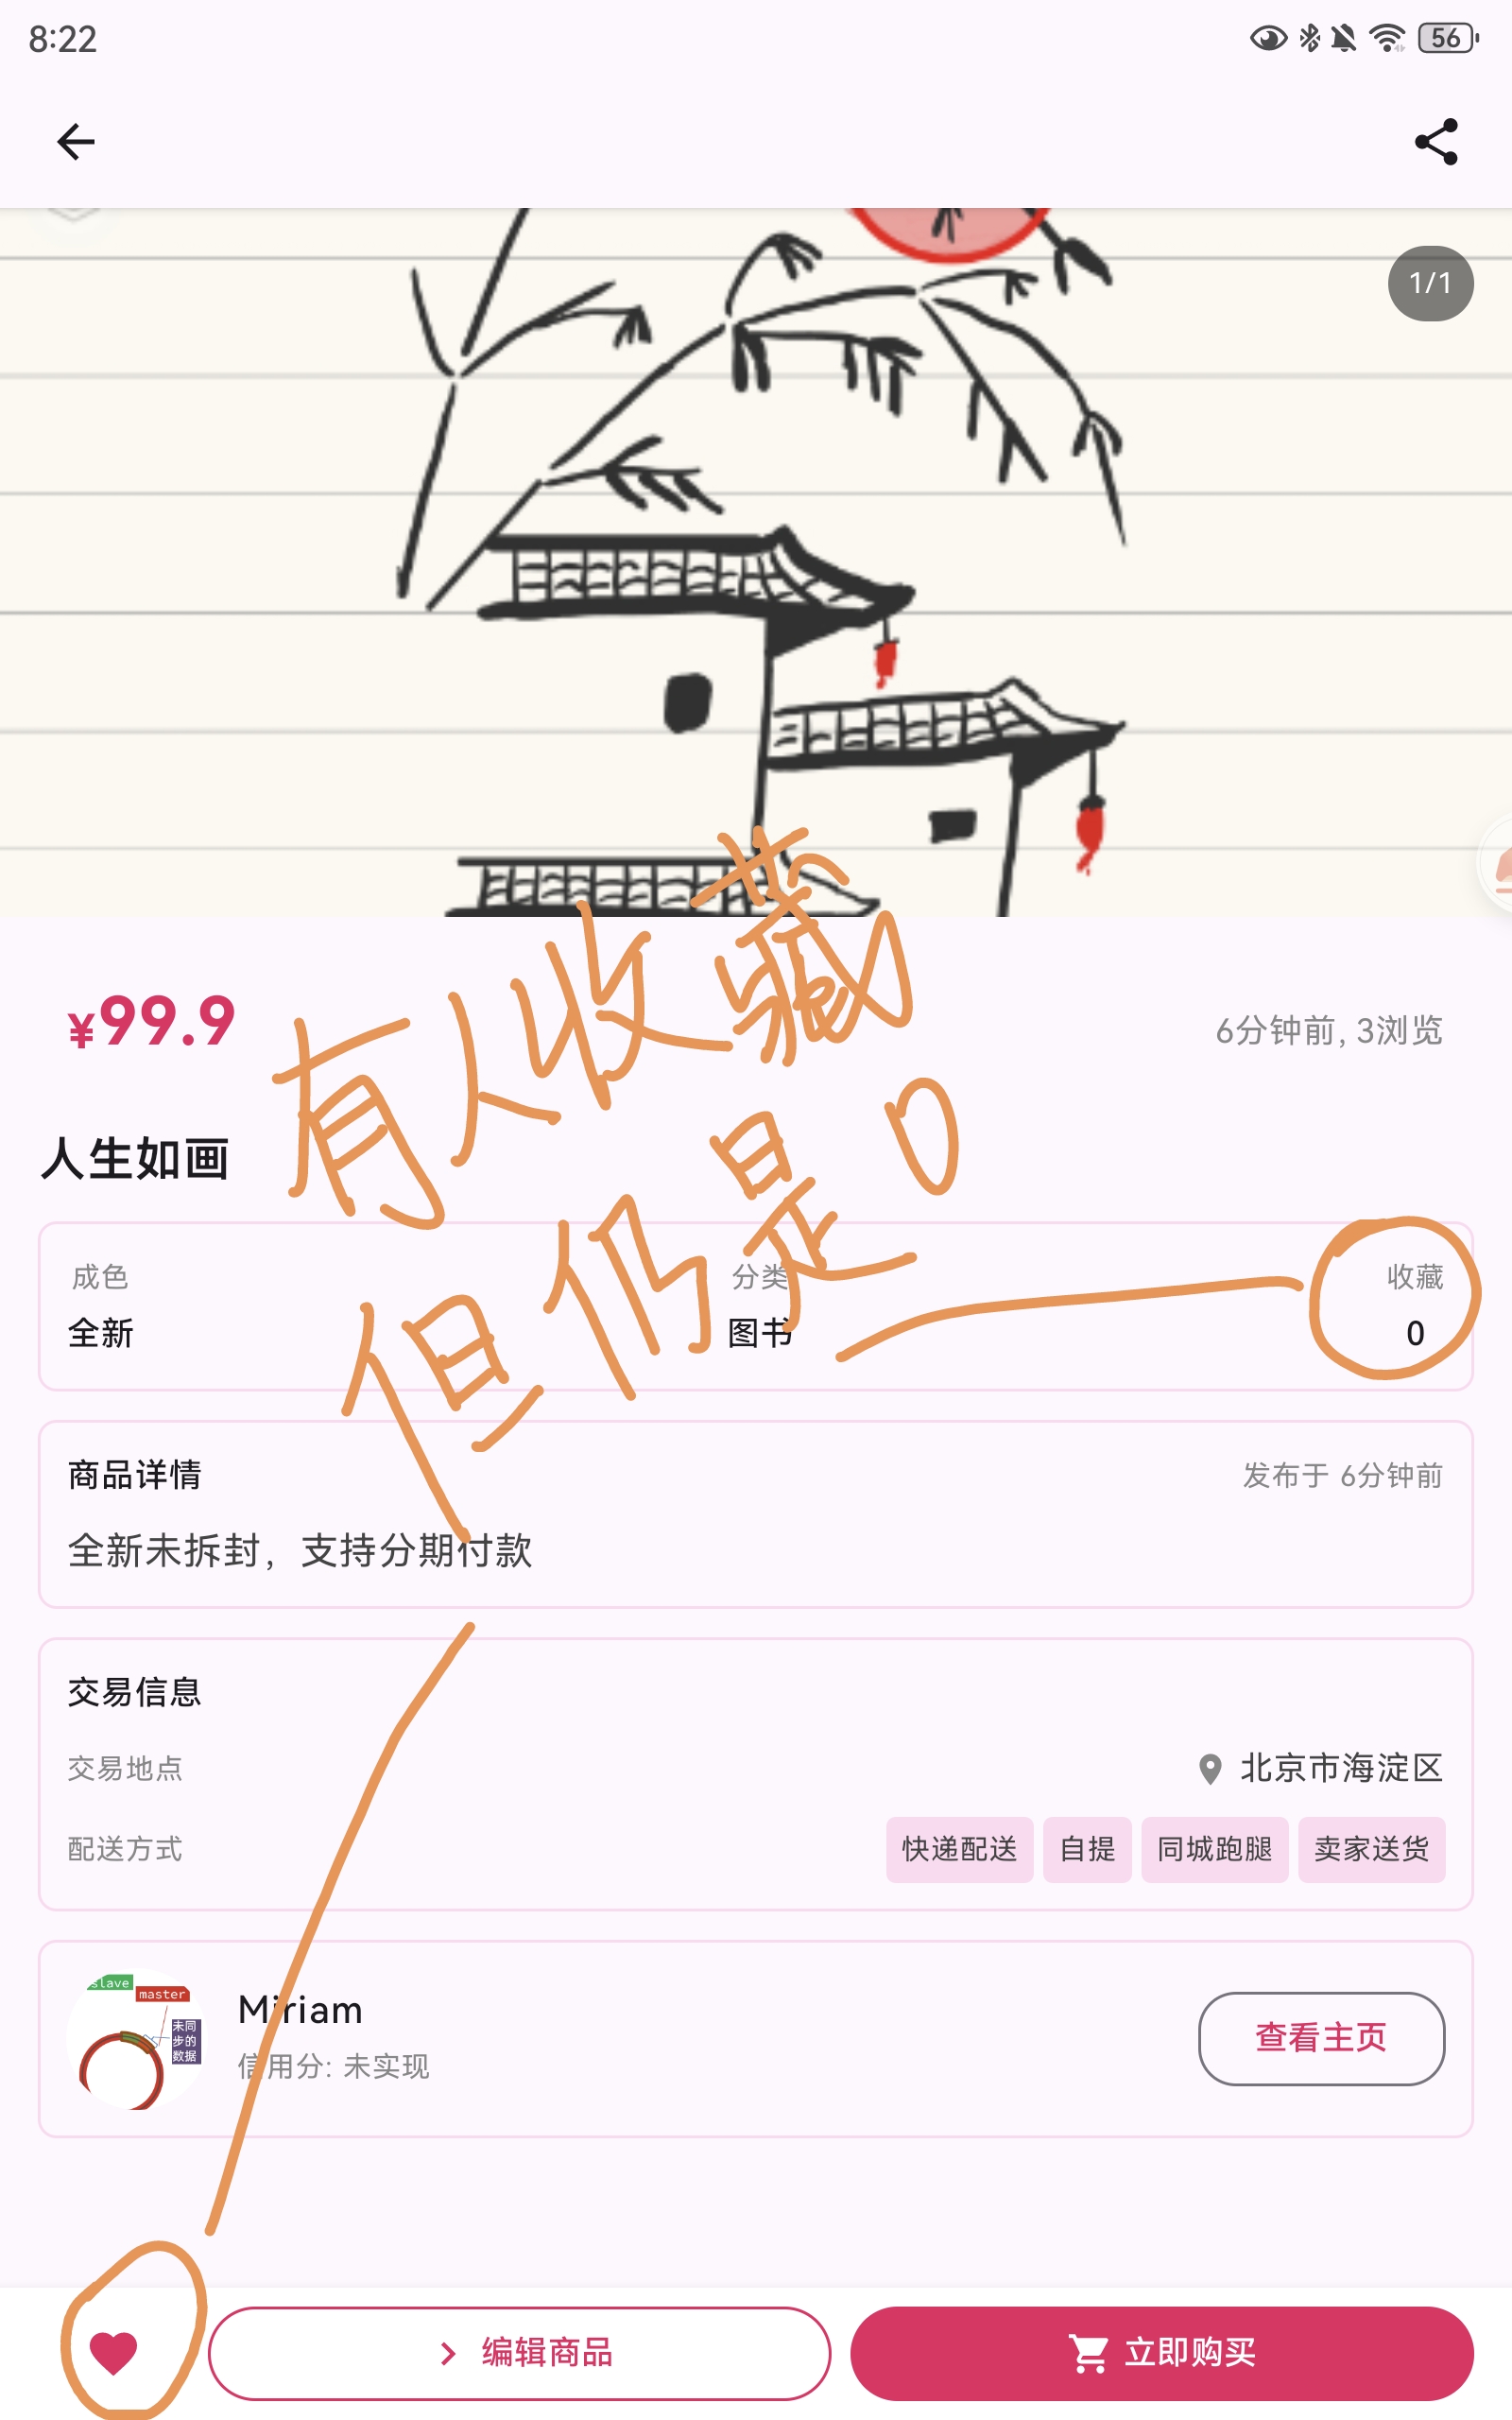 8:22
56
1/1
¥99.9
6分钟前, 3浏览
有人收藏
但仍是0
人生如画
成色
分类
收藏
全新
图书
0
商品详情
发布于 6分钟前
全新未拆封，支持分期付款
交易信息
交易地点
北京市海淀区
配送方式
快递配送
自提
同城跑腿
卖家送货
slave
master
未同
步的
数据
Miriam
信用分: 未实现
查看主页
编辑商品
立即购买